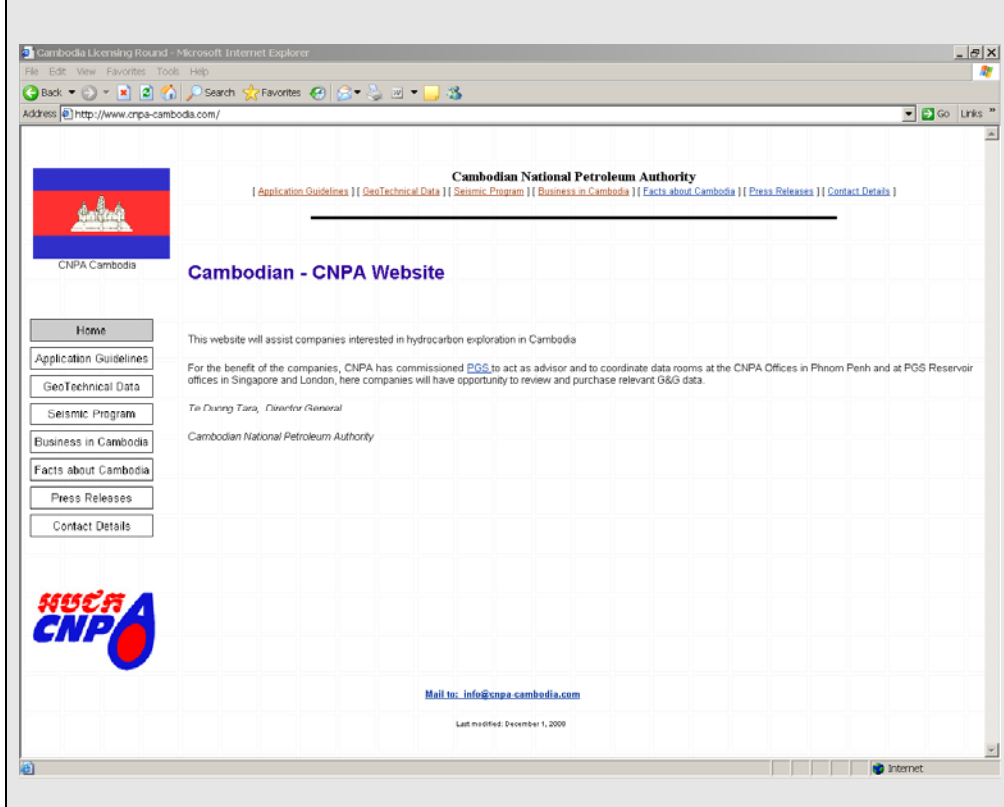 Cambodia Licensing Round - Microsoft Internet Explorer
File Edit View Favorites Tools Help
Back Search Favorites
Address http://www.cnpa-cambodia.com/ Go Links »
Cambodian National Petroleum Authority
[ Application Guidelines ] [ GeoTechnical Data ] [ Seismic Program ] [ Business in Cambodia ] [ Facts about Cambodia ] [ Press Releases ] [ Contact Details ]
CNPA Cambodia
Cambodian - CNPA Website
Home
Application Guidelines
GeoTechnical Data
Seismic Program
Business in Cambodia
Facts about Cambodia
Press Releases
Contact Details
This website will assist companies interested in hydrocarbon exploration in Cambodia
For the benefit of the companies, CNPA has commissioned PGS to act as advisor and to coordinate data rooms at the CNPA Offices in Phnom Penh and at PGS Reservoir
offices in Singapore and London, here companies will have opportunity to review and purchase relevant G&G data.
Te Duong Tara, Director General
Cambodian National Petroleum Authority
អបជក
CNPA
Mail to: info@cnpa-cambodia.com
Last modified: December 1, 2000
Internet